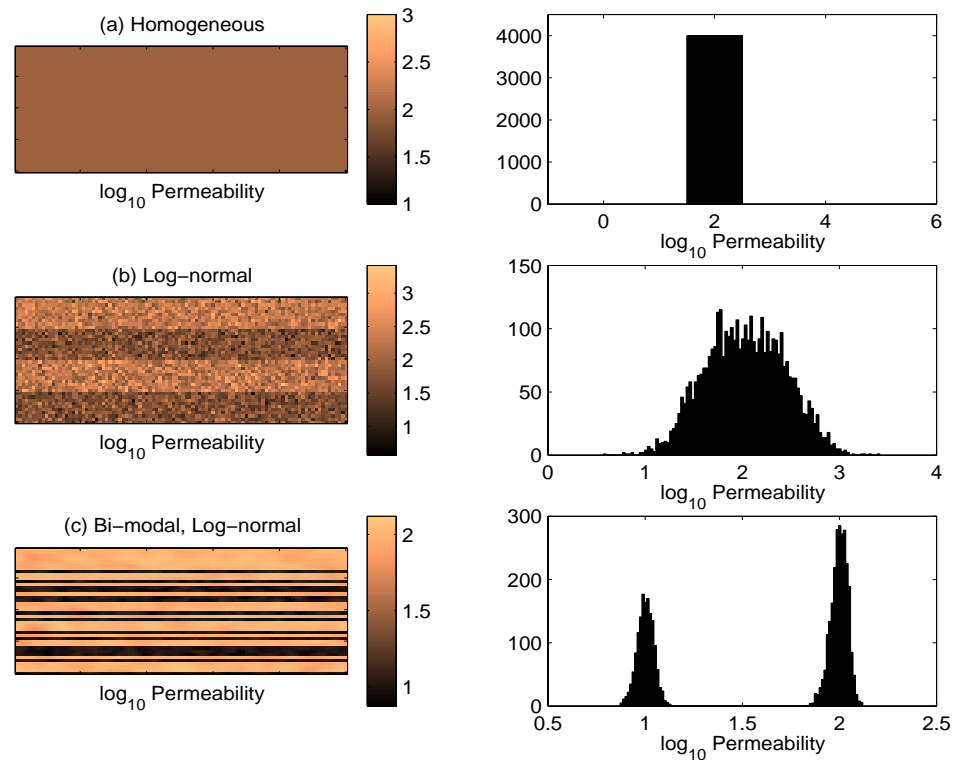 (a) Homogeneous
3
2.5
2
1.5
1
log10 Permeability
4000
3000
2000
1000
0
0 2 4 6
log10 Permeability
(b) Log-normal
3
2.5
2
1.5
1
log10 Permeability
150
100
50
0
0 1 2 3 4
log10 Permeability
(c) Bi-modal, Log-normal
2
1.5
1
log10 Permeability
300
200
100
0
0.5 1 1.5 2 2.5
log10 Permeability